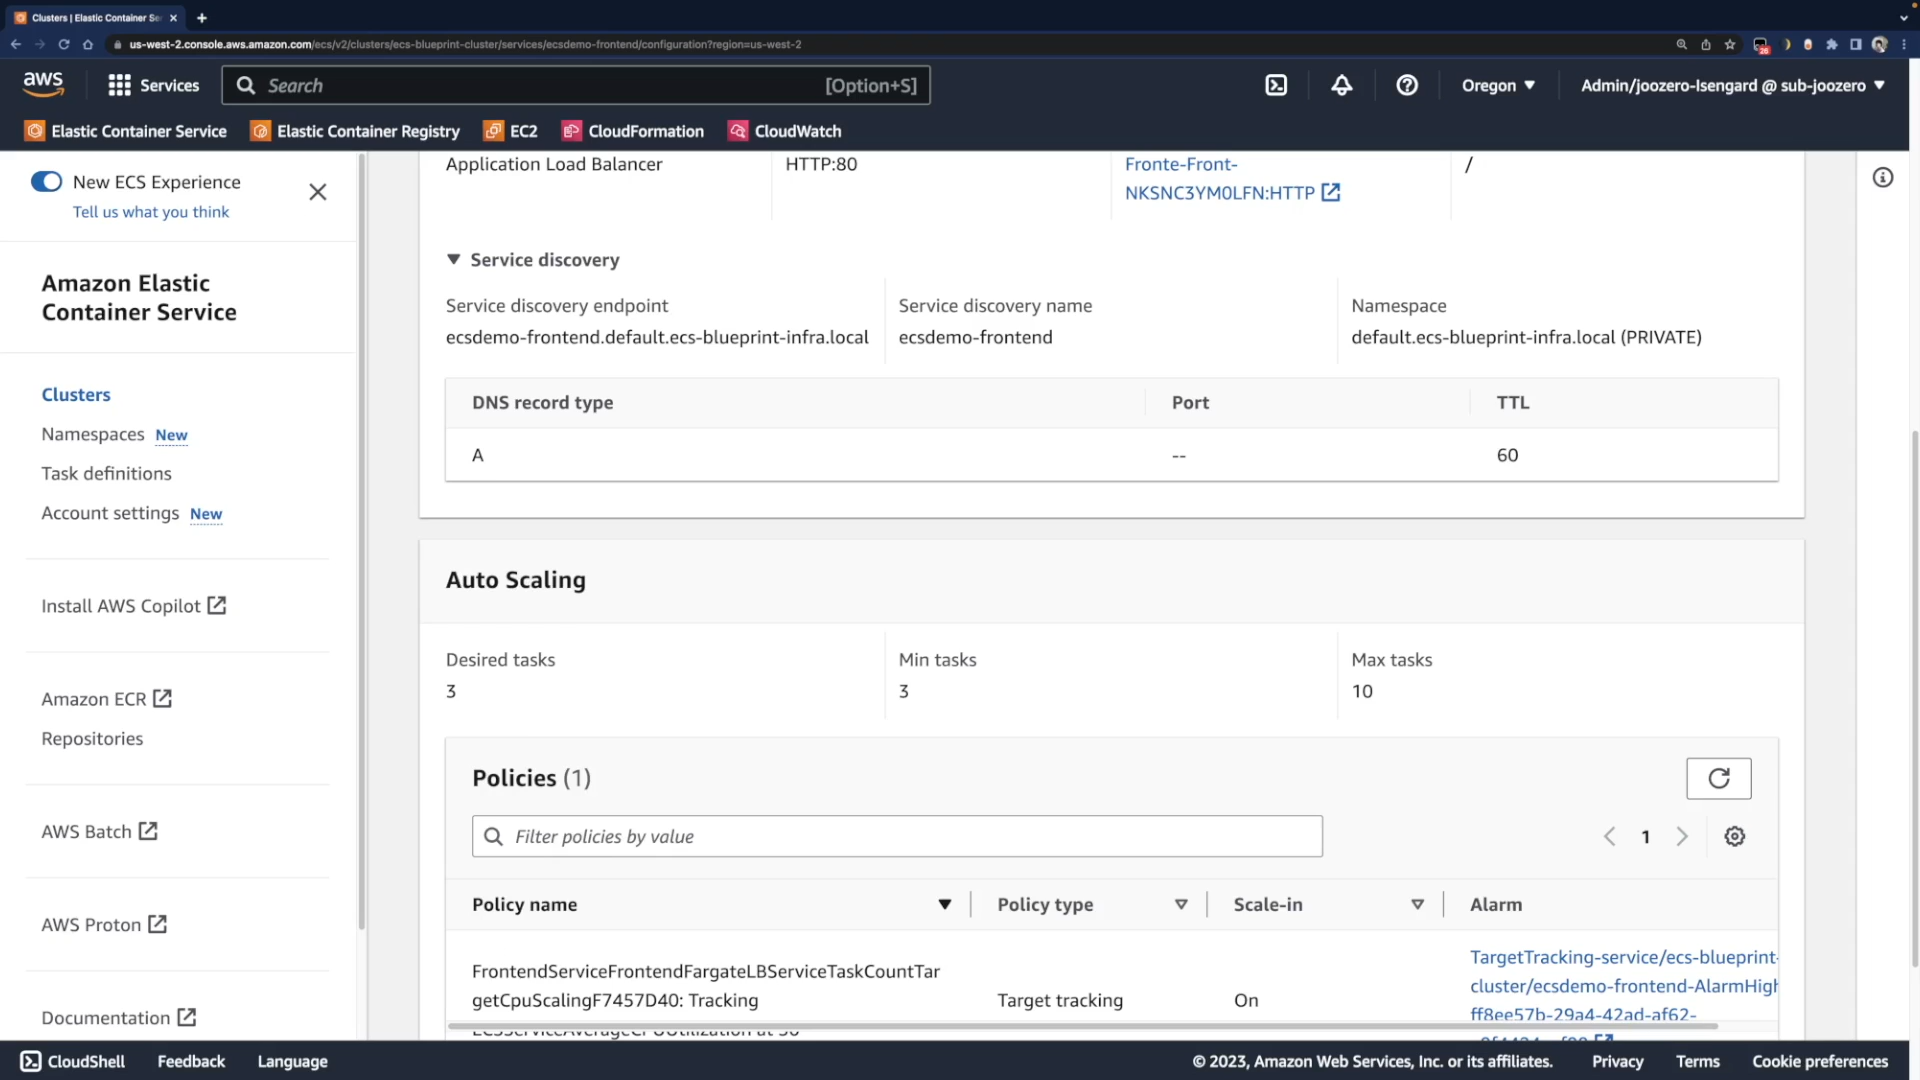 Clusters | Elastic Container Se
us-west-2.console.aws.amazon.com/ecs/v2/clusters/ecs-blueprint-cluster/services/ecsdemo-frontend/configuration?region=us-west-2
aws
Services
Search
[Option+S]
Oregon
Admin/joozero-Isengard @ sub-joozero
Elastic Container Service
Elastic Container Registry
EC2
CloudFormation
CloudWatch
New ECS Experience
Tell us what you think
Amazon Elastic
Container Service
Clusters
Namespaces New
Task definitions
Account settings New
Install AWS Copilot
Amazon ECR
Repositories
AWS Batch
AWS Proton
Documentation
Application Load Balancer
HTTP:80
Fronte-Front-
NKSNC3YM0LFN:HTTP
/
Service discovery
Service discovery endpoint
ecsdemo-frontend.default.ecs-blueprint-infra.local
Service discovery name
ecsdemo-frontend
Namespace
default.ecs-blueprint-infra.local (PRIVATE)
DNS record type
Port
TTL
A
--
60
Auto Scaling
Desired tasks
3
Min tasks
3
Max tasks
10
Policies (1)
Filter policies by value
1
Policy name
Policy type
Scale-in
Alarm
FrontendServiceFrontendFargateLBServiceTaskCountTar
getCpuScalingF7457D40: Tracking
Target tracking
On
TargetTracking-service/ecs-blueprint-
cluster/ecsdemo-frontend-AlarmHigh
ff8ee57b-29a4-42ad-af62-
CloudShell
Feedback
Language
© 2023, Amazon Web Services, Inc. or its affiliates.
Privacy
Terms
Cookie preferences